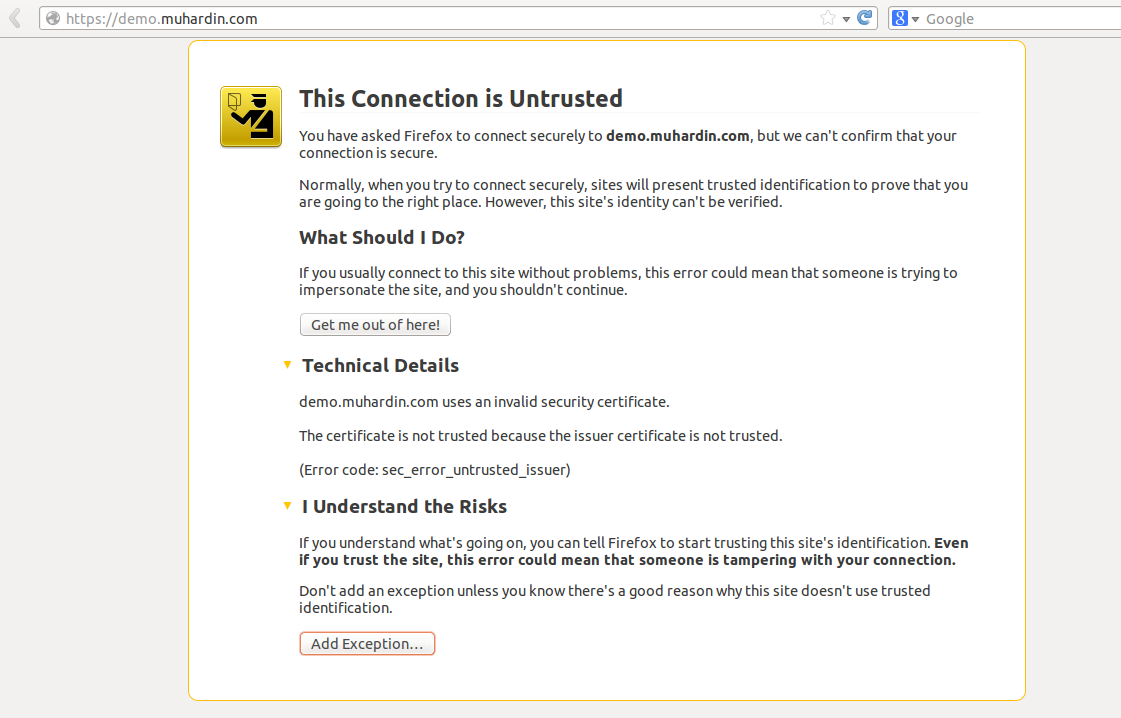 https://demo.muhardin.com
8
Google
This Connection is Untrusted
You have asked Firefox to connect securely to demo.muhardin.com, but we can't confirm that your
connection is secure.
Normally, when you try to connect securely, sites will present trusted identification to prove that you
are going to the right place. However, this site's identity can't be verified.
What Should I Do?
If you usually connect to this site without problems, this error could mean that someone is trying to
impersonate the site, and you shouldn't continue.
Get me out of here!
Technical Details
demo.muhardin.com uses an invalid security certificate.
The certificate is not trusted because the issuer certificate is not trusted.
(Error code: sec_error_untrusted_issuer)
I Understand the Risks
If you understand what's going on, you can tell Firefox to start trusting this site's identification. Even
if you trust the site, this error could mean that someone is tampering with your connection.
Don't add an exception unless you know there's a good reason why this site doesn't use trusted
identification.
Add Exception...